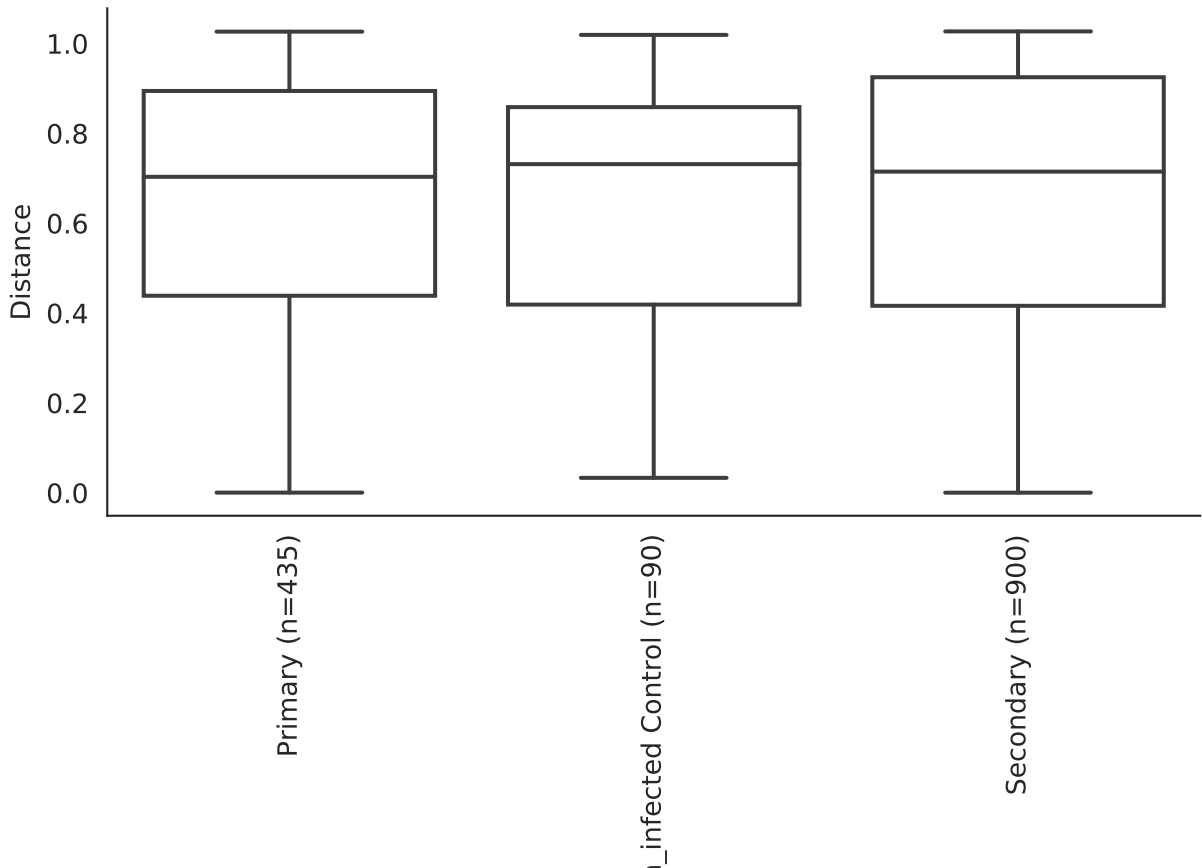 1.0
0.8
0.6
0.4
0.2
0.0
Distance
Primary (n=435)
_infected Control (n=90)
Secondary (n=900)